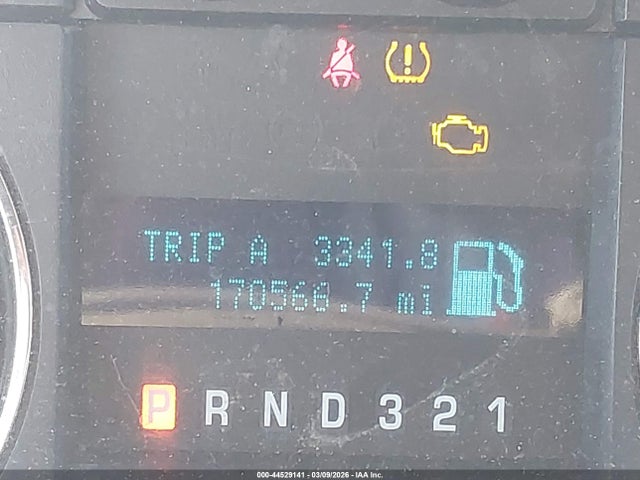 TRIP A 3341.8
170568.7 mi
P R N D 3 2 1
000-44529141 - 03/09/2026 - IAA Inc.